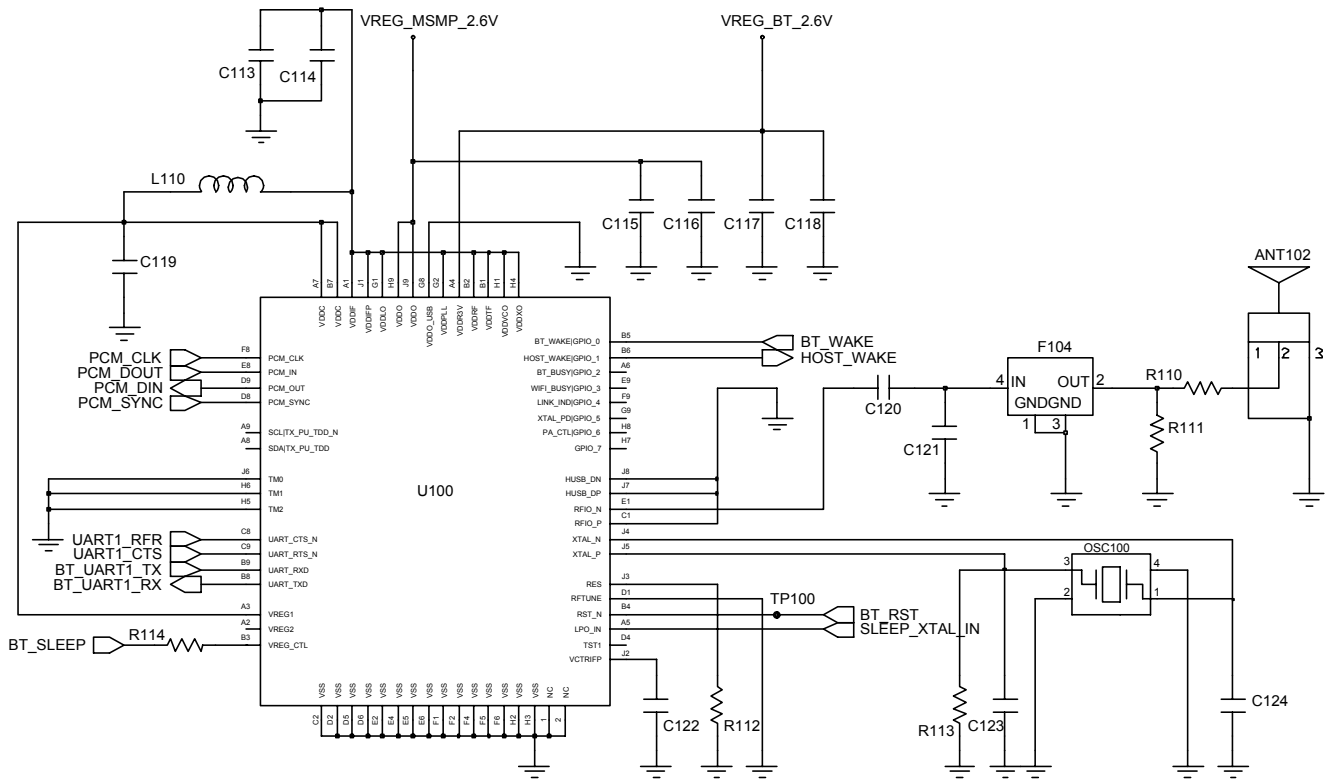 VREG_MSMP_2.6V
VREG_BT_2.6V
C113
C114
L110
C115
C116
C117
C118
C119
ANT102
1 2 3
A7 B7 A1 J1 G1 H9 J9 G8 G2 A4 B2 B1 H1 H4
VDDC VDDC VDDIF VDDIFP VDDLO VDDO VDDO VDDO_USB VDDPLL VDDR3V VDDRF VDDTF VDDVCO VDDXO
PCM_CLK F8 PCM_CLK
PCM_DOUT E8 PCM_IN
PCM_DIN D9 PCM_OUT
PCM_SYNC D8 PCM_SYNC
A9 SCL|TX_PU_TDD_N
A8 SDA|TX_PU_TDD
J6 TM0
H6 TM1
H5 TM2
UART1_RFR C8 UART_CTS_N
UART1_CTS C9 UART_RTS_N
BT_UART1_TX B9 UART_RXD
BT_UART1_RX B8 UART_TXD
A3 VREG1
A2 VREG2
BT_SLEEP R114 B3 VREG_CTL
U100
BT_WAKE|GPIO_0 B5 BT_WAKE
HOST_WAKE|GPIO_1 B6 HOST_WAKE
BT_BUSY|GPIO_2 A6
WIFI_BUSY|GPIO_3 E9
LINK_IND|GPIO_4 F9
XTAL_PD|GPIO_5 G9
PA_CTL|GPIO_6 H8
GPIO_7 H7
HUSB_DN J8
HUSB_DP J7
RFIO_N E1
RFIO_P C1
XTAL_N J4
XTAL_P J5
RES J3
RFTUNE D1
RST_N B4 TP100 BT_RST
LPO_IN A5 SLEEP_XTAL_IN
TST1 D4
VCTRIFP J2
C120
C121
F104
4 IN OUT 2
GNDGND
1 3
R110
R111
OSC100
3 4
2 1
C122
R112
R113
C123
C124
VSS VSS VSS VSS VSS VSS VSS VSS VSS VSS VSS VSS VSS VSS VSS NC NC
C2 D2 D5 D6 E2 E4 E5 E6 F1 F2 F4 F5 F6 H2 H3 1 2